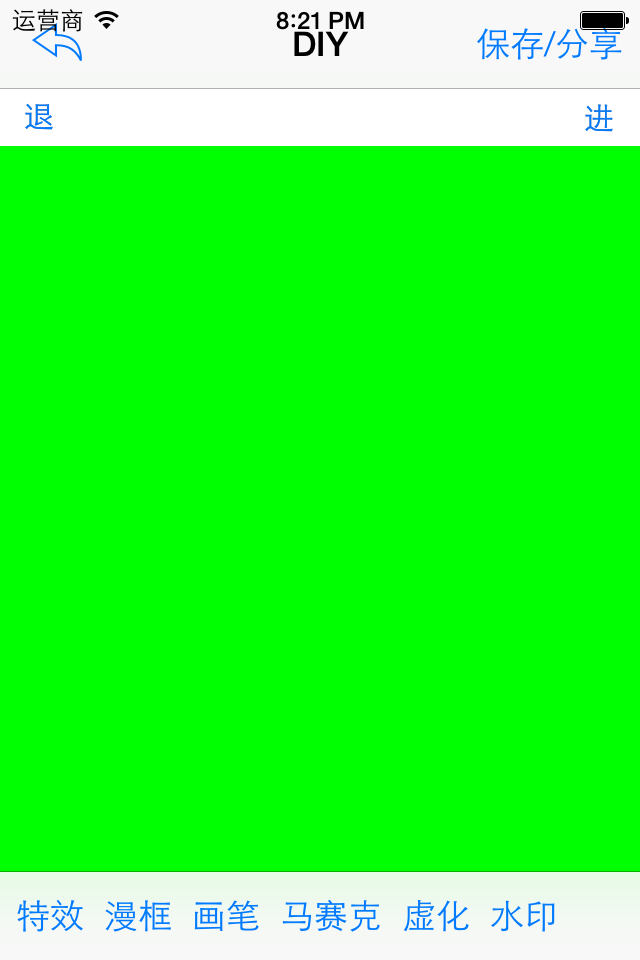 运营商 8:21 PM
DIY 保存/分享
退 进
特效 漫框 画笔 马赛克 虚化 水印